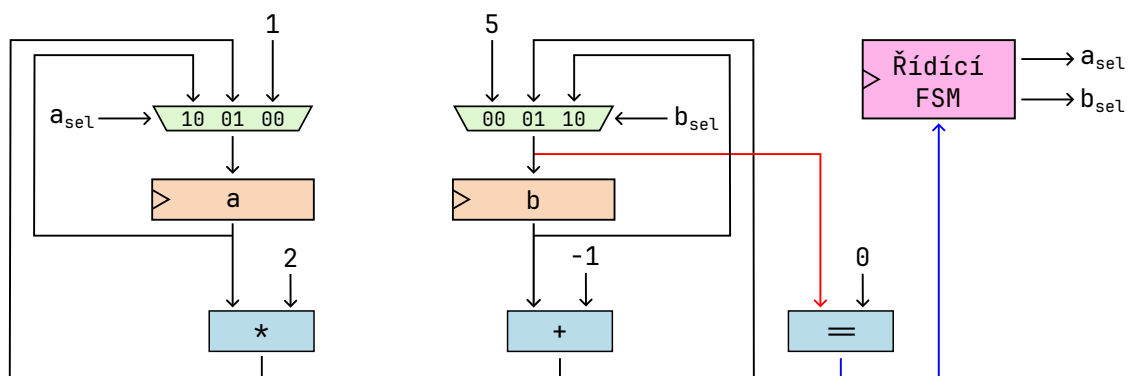 1
5
Řídící
FSM
a_sel
b_sel
a_sel
10 01 00
00 01 10
b_sel
a
b
2
-1
0
*
+
==